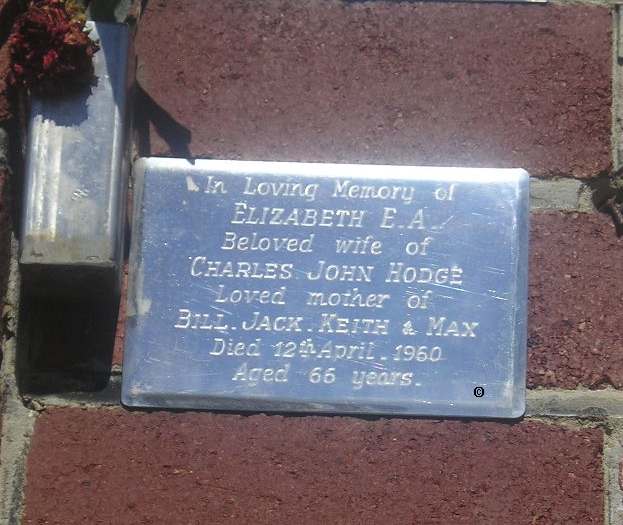 In Loving Memory of
ELIZABETH E.A.
Beloved wife of
CHARLES JOHN HODGE
Loved mother of
BILL. JACK. KEITH & MAX
Died 12th April. 1960
Aged 66 years.
©